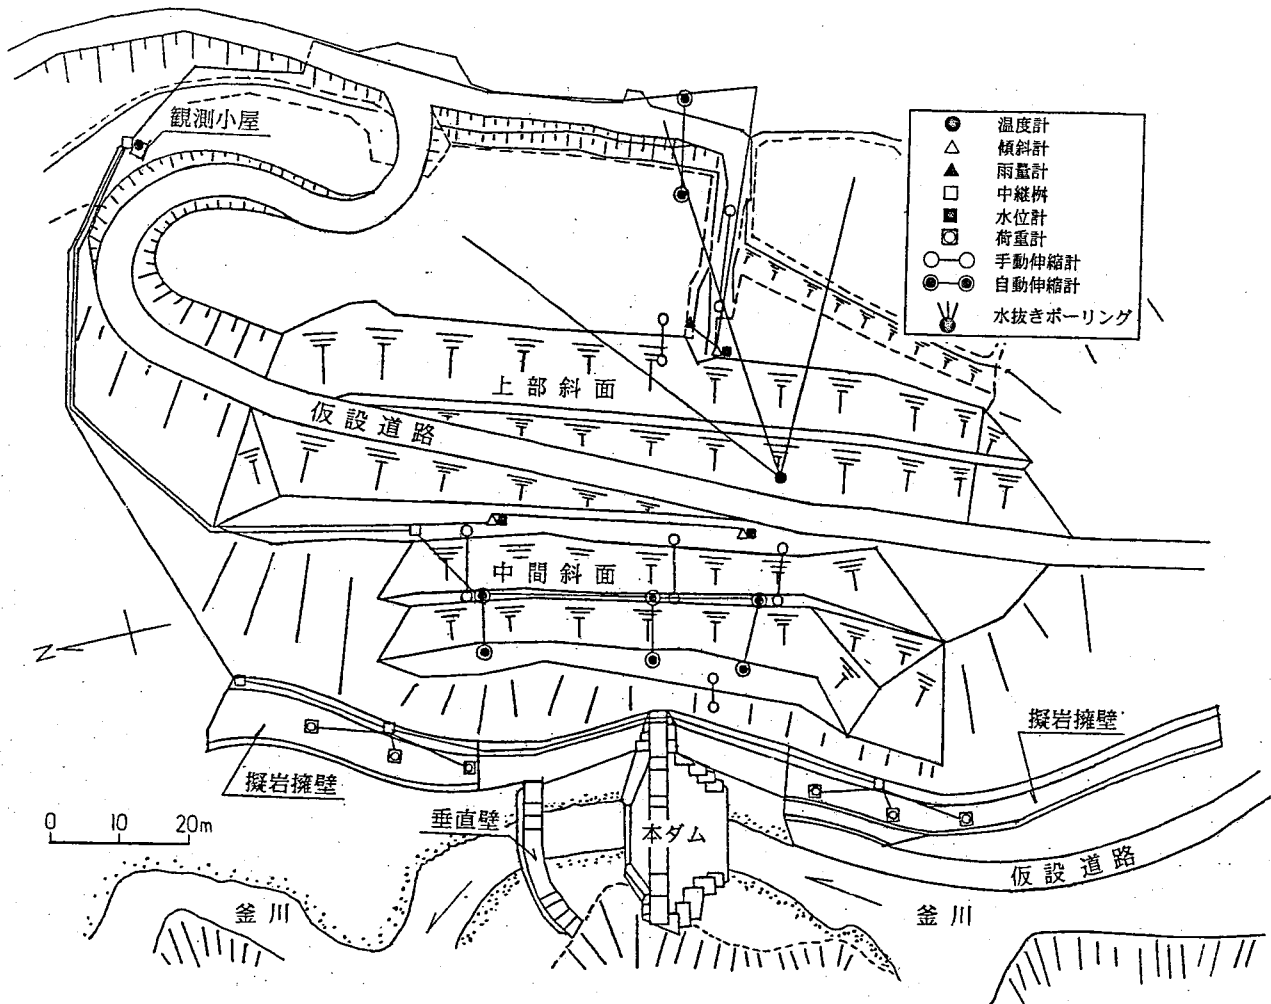 観測小屋
温度計
傾斜計
雨量計
中継桝
水位計
荷重計
手動伸縮計
自動伸縮計
水抜きボーリング
上部斜面
仮設道路
中間斜面
N
擬岩擁壁
擬岩擁壁
0 10 20m
垂直壁
本ダム
仮設道路
釜川
釜川